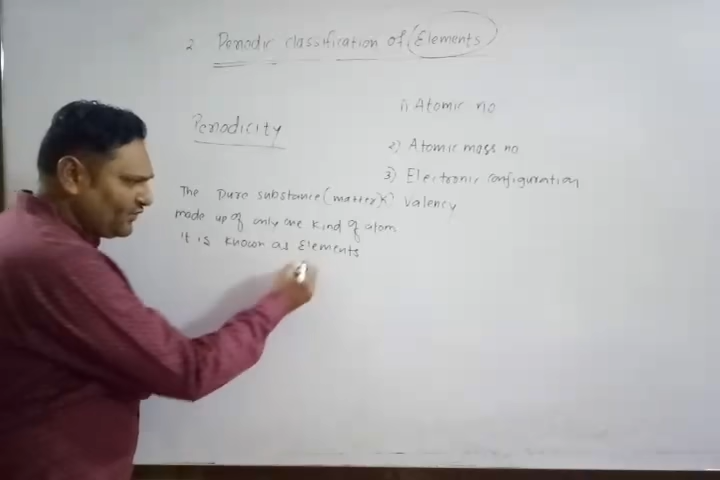 2 Periodic classification of Elements
Periodicity
1) Atomic no
2) Atomic mass no
3) Electronic configuration
valency
The Pure substance (matter)
made up of only one kind of atom
it is known as Elements